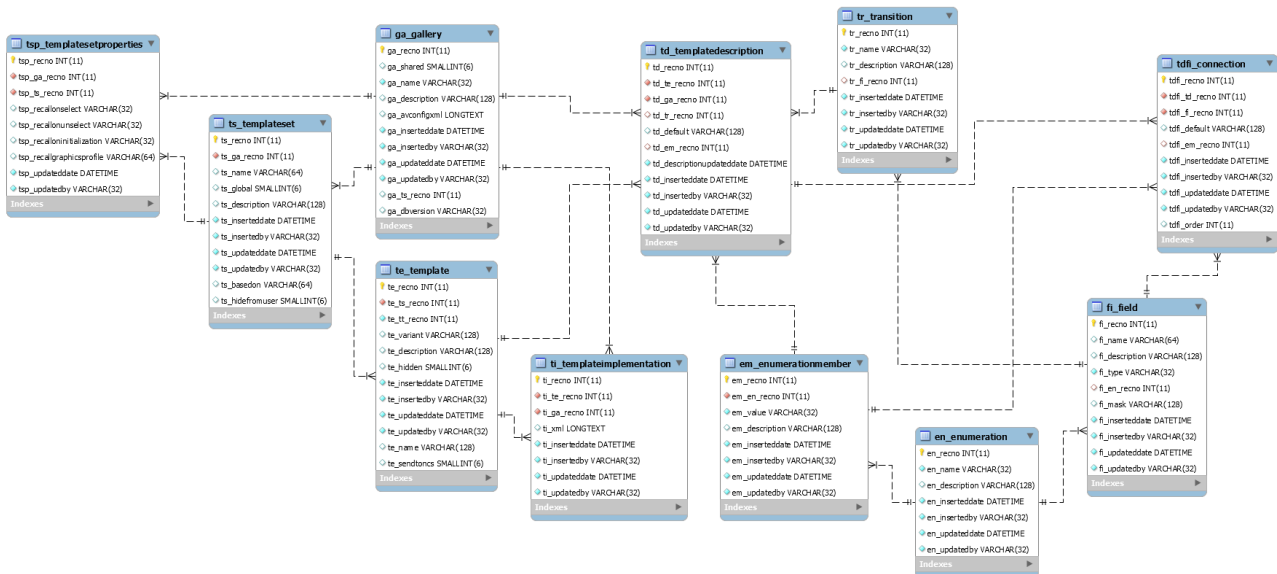 tsp_templatesetproperties
tsp_recno INT(11)
tsp_ga_recno INT(11)
tsp_ts_recno INT(11)
tsp_recallonselect VARCHAR(32)
tsp_recallonunselect VARCHAR(32)
tsp_recalloninitialization VARCHAR(32)
tsp_recallgraphicsprofile VARCHAR(64)
tsp_updateddate DATETIME
tsp_updatedby VARCHAR(32)
Indexes
ts_templateset
ts_recno INT(11)
ts_ga_recno INT(11)
ts_name VARCHAR(64)
ts_global SMALLINT(6)
ts_description VARCHAR(128)
ts_inserteddate DATETIME
ts_insertedby VARCHAR(32)
ts_updateddate DATETIME
ts_updatedby VARCHAR(32)
ts_basedon VARCHAR(64)
ts_hidefromuser SMALLINT(6)
Indexes
ga_gallery
ga_recno INT(11)
ga_shared SMALLINT(6)
ga_name VARCHAR(32)
ga_description VARCHAR(128)
ga_avconfigxml LONGTEXT
ga_inserteddate DATETIME
ga_insertedby VARCHAR(32)
ga_updateddate DATETIME
ga_updatedby VARCHAR(32)
ga_ts_recno INT(11)
ga_dbversion VARCHAR(32)
Indexes
te_template
te_recno INT(11)
te_ts_recno INT(11)
te_tt_recno INT(11)
te_variant VARCHAR(128)
te_description VARCHAR(128)
te_hidden SMALLINT(6)
te_inserteddate DATETIME
te_insertedby VARCHAR(32)
te_updateddate DATETIME
te_updatedby VARCHAR(32)
te_name VARCHAR(128)
te_sendtoncs SMALLINT(6)
Indexes
ti_templateimplementation
ti_recno INT(11)
ti_te_recno INT(11)
ti_ga_recno INT(11)
ti_xml LONGTEXT
ti_inserteddate DATETIME
ti_insertedby VARCHAR(32)
ti_updateddate DATETIME
ti_updatedby VARCHAR(32)
Indexes
td_templatedescription
td_recno INT(11)
td_te_recno INT(11)
td_ga_recno INT(11)
td_tr_recno INT(11)
td_default VARCHAR(128)
td_em_recno INT(11)
td_descriptionupdateddate DATETIME
td_inserteddate DATETIME
td_insertedby VARCHAR(32)
td_updateddate DATETIME
td_updatedby VARCHAR(32)
Indexes
em_enumerationmember
em_recno INT(11)
em_en_recno INT(11)
em_value VARCHAR(32)
em_description VARCHAR(128)
em_inserteddate DATETIME
em_insertedby VARCHAR(32)
em_updateddate DATETIME
em_updatedby VARCHAR(32)
Indexes
tr_transition
tr_recno INT(11)
tr_name VARCHAR(32)
tr_description VARCHAR(128)
tr_fi_recno INT(11)
tr_inserteddate DATETIME
tr_insertedby VARCHAR(32)
tr_updateddate DATETIME
tr_updatedby VARCHAR(32)
Indexes
en_enumeration
en_recno INT(11)
en_name VARCHAR(32)
en_description VARCHAR(128)
en_inserteddate DATETIME
en_insertedby VARCHAR(32)
en_updateddate DATETIME
en_updatedby VARCHAR(32)
Indexes
tdfi_connection
tdfi_recno INT(11)
tdfi_td_recno INT(11)
tdfi_fi_recno INT(11)
tdfi_default VARCHAR(128)
tdfi_em_recno INT(11)
tdfi_inserteddate DATETIME
tdfi_insertedby VARCHAR(32)
tdfi_updateddate DATETIME
tdfi_updatedby VARCHAR(32)
tdfi_order INT(11)
Indexes
fi_field
fi_recno INT(11)
fi_name VARCHAR(64)
fi_description VARCHAR(128)
fi_type VARCHAR(32)
fi_en_recno INT(11)
fi_mask VARCHAR(128)
fi_inserteddate DATETIME
fi_insertedby VARCHAR(32)
fi_updateddate DATETIME
fi_updatedby VARCHAR(32)
Indexes